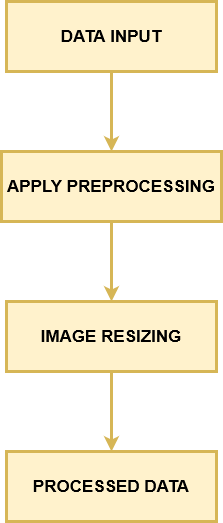 DATA INPUT
APPLY PREPROCESSING
IMAGE RESIZING
PROCESSED DATA